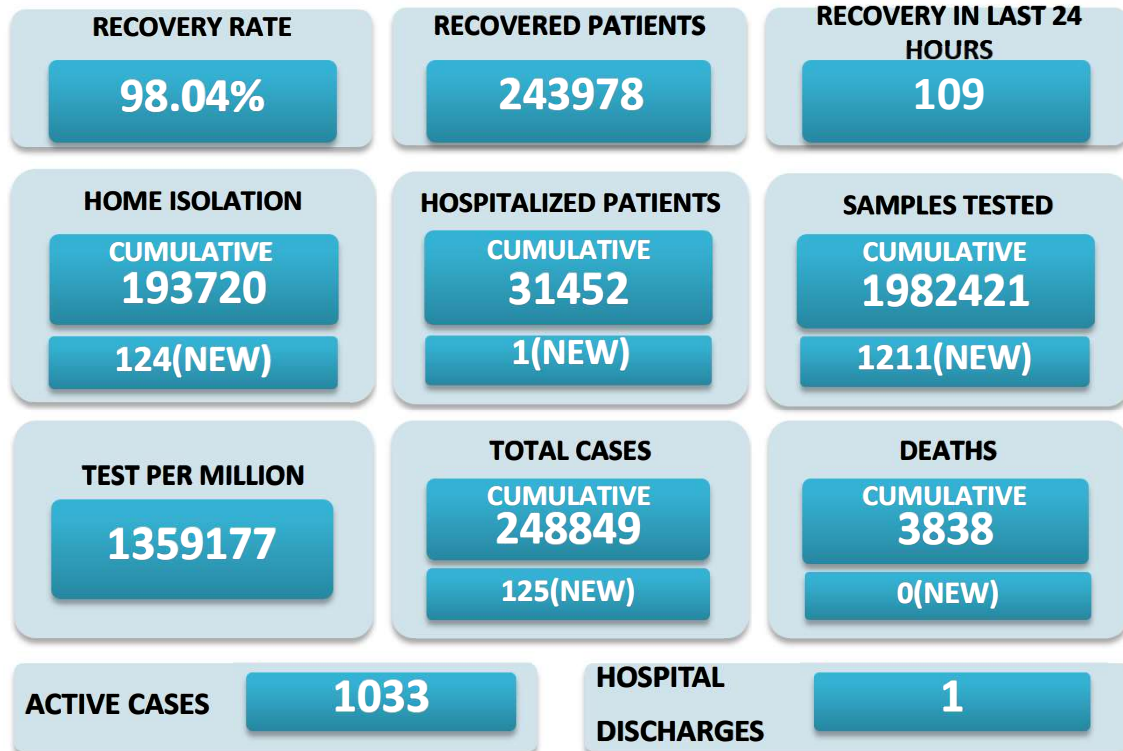 RECOVERY RATE
98.04%
RECOVERED PATIENTS
243978
RECOVERY IN LAST 24
HOURS
109
HOME ISOLATION
CUMULATIVE
193720
124(NEW)
HOSPITALIZED PATIENTS
CUMULATIVE
31452
1(NEW)
SAMPLES TESTED
CUMULATIVE
1982421
1211(NEW)
TEST PER MILLION
1359177
TOTAL CASES
CUMULATIVE
248849
125(NEW)
DEATHS
CUMULATIVE
3838
0(NEW)
ACTIVE CASES
1033
HOSPITAL
DISCHARGES
1